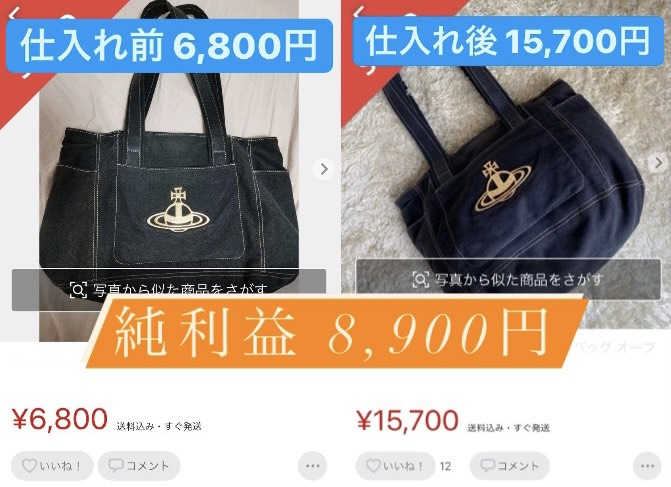 仕入れ前 6,800円
仕入れ後 15,700円
写真から似た商品をさがす
写真から似た商品をさがす
純利益 8,900円
バッグ オーブ
¥6,800 送料込み・すぐ発送
¥15,700 送料込み・すぐ発送
いいね!
コメント
いいね! 12
コメント